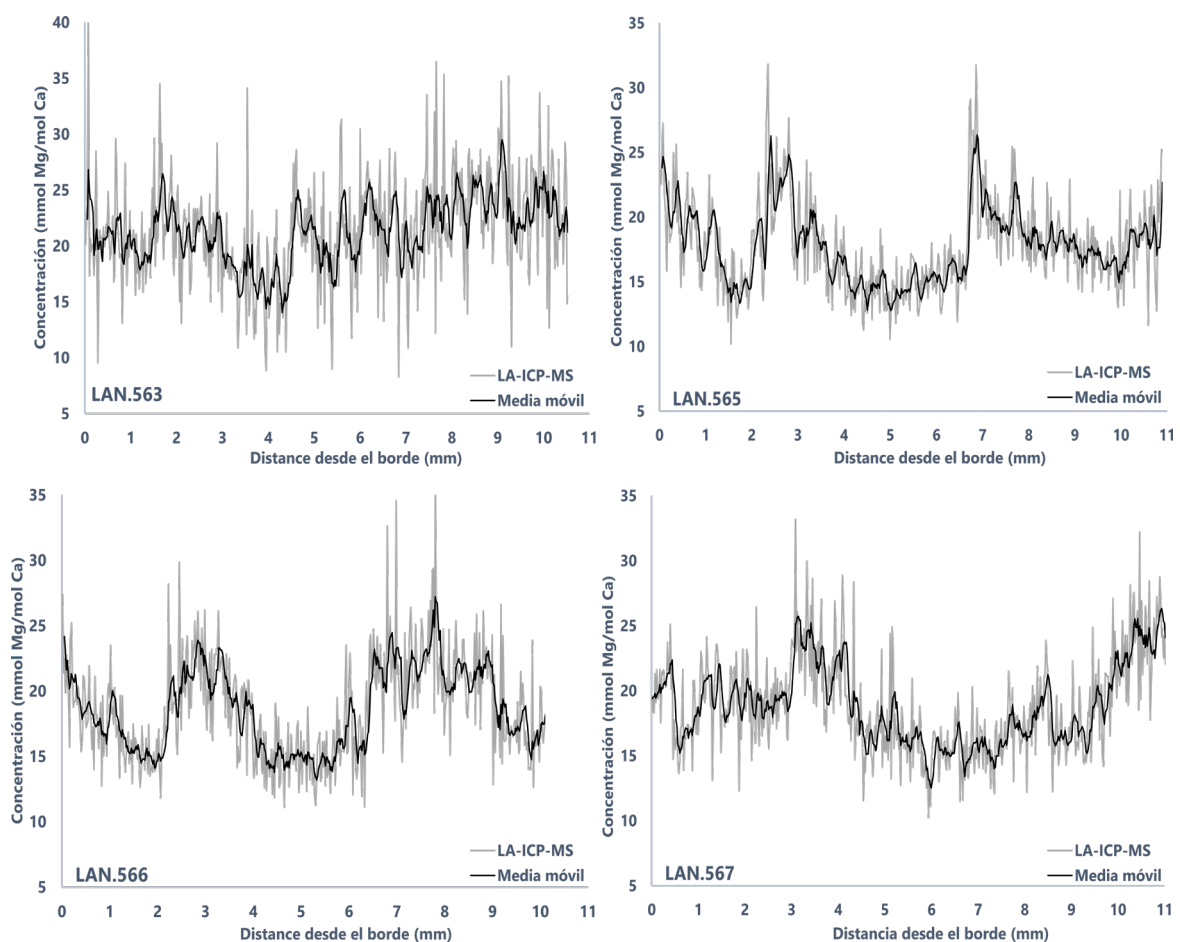 Concentración (mmol Mg/mol Ca)
40
35
30
25
20
15
10
5
LAN.563
LA-ICP-MS
Media móvil
0 1 2 3 4 5 6 7 8 9 10 11
Distance desde el borde (mm)
Concentración (mmol Mg/mol Ca)
35
30
25
20
15
10
5
LAN.565
LA-ICP-MS
Media móvil
0 1 2 3 4 5 6 7 8 9 10 11
Distance desde el borde (mm)
Concentración (mmol Mg/mol Ca)
35
30
25
20
15
10
5
LAN.566
LA-ICP-MS
Media móvil
0 1 2 3 4 5 6 7 8 9 10 11
Distance desde el borde (mm)
Concentración (mmol Mg/mol Ca)
35
30
25
20
15
10
5
LAN.567
LA-ICP-MS
Media móvil
0 1 2 3 4 5 6 7 8 9 10 11
Distancia desde el borde (mm)